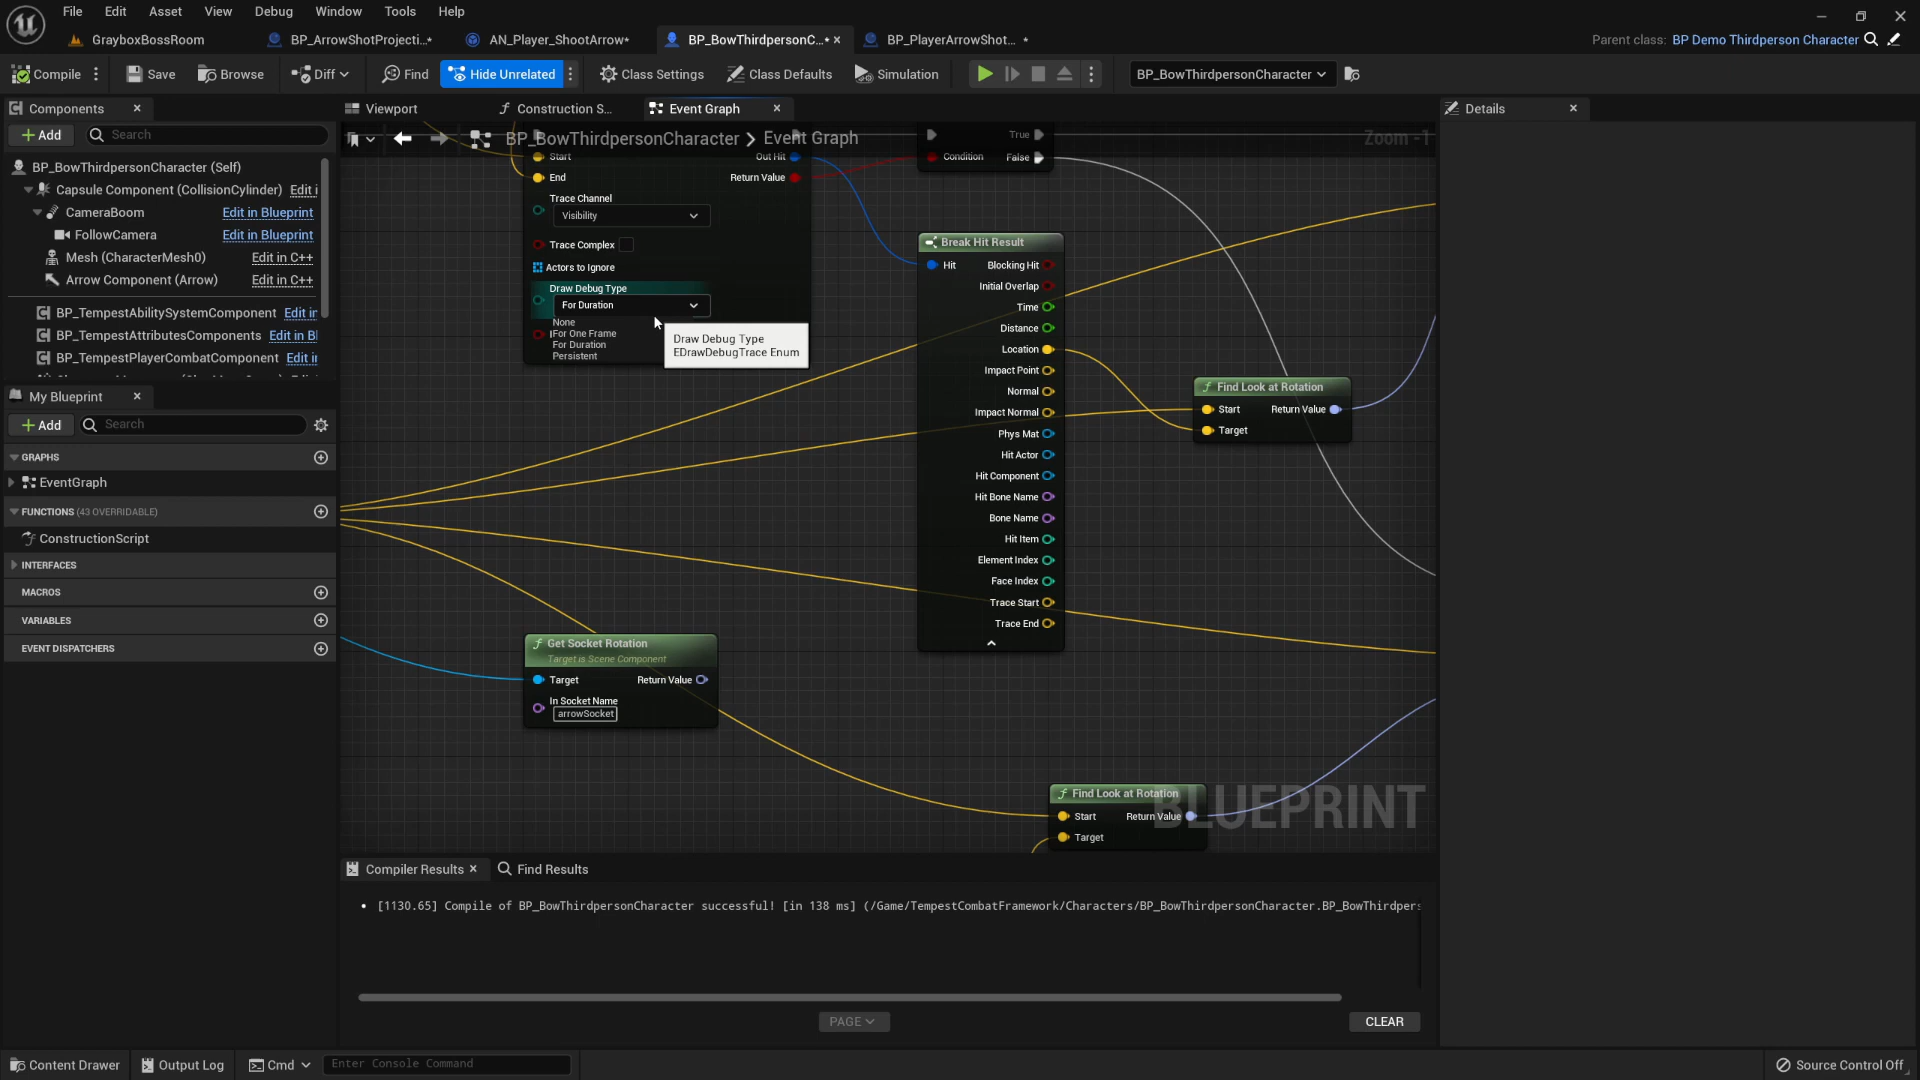 File Edit Asset View Debug Window Tools Help
GrayboxBossRoom
BP_ArrowShotProjecti...*
AN_Player_ShootArrow*
BP_BowThirdpersonC...*
BP_PlayerArrowShot... *
Parent class: BP Demo Thirdperson Character
Compile Save Browse Diff Find Hide Unrelated Class Settings Class Defaults Simulation BP_BowThirdpersonCharacter
Components
Viewport
Construction S...
Event Graph
Details
Add
Search
BP_BowThirdpersonCharacter > Event Graph
Zoom -1
BP_BowThirdpersonCharacter (Self)
Capsule Component (CollisionCylinder) Edit i
CameraBoom Edit in Blueprint
FollowCamera Edit in Blueprint
Mesh (CharacterMesh0) Edit in C++
Arrow Component (Arrow) Edit in C++
BP_TempestAbilitySystemComponent Edit in
BP_TempestAttributesComponents Edit in Bl
BP_TempestPlayerCombatComponent Edit in
My Blueprint
Add
Search
GRAPHS
EventGraph
FUNCTIONS (43 OVERRIDABLE)
ConstructionScript
INTERFACES
MACROS
VARIABLES
EVENT DISPATCHERS
Start Out Hit
End Return Value
Trace Channel
Visibility
Trace Complex
Actors to Ignore
Draw Debug Type
For Duration
None
For One Frame
For Duration
Persistent
Draw Debug Type
EDrawDebugTrace Enum
True
Condition False
Break Hit Result
Hit Blocking Hit
Initial Overlap
Time
Distance
Location
Impact Point
Normal
Impact Normal
Phys Mat
Hit Actor
Hit Component
Hit Bone Name
Bone Name
Hit Item
Element Index
Face Index
Trace Start
Trace End
Find Look at Rotation
Start Return Value
Target
Get Socket Rotation
Target is Scene Component
Target Return Value
In Socket Name
arrowSocket
Find Look at Rotation
Start Return Value
Target
BLUEPRINT
Compiler Results
Find Results
[1130.65] Compile of BP_BowThirdpersonCharacter successful! [in 138 ms] (/Game/TempestCombatFramework/Characters/BP_BowThirdpersonCharacter.BP_BowThirdpers
PAGE
CLEAR
Content Drawer Output Log Cmd Enter Console Command Source Control Off